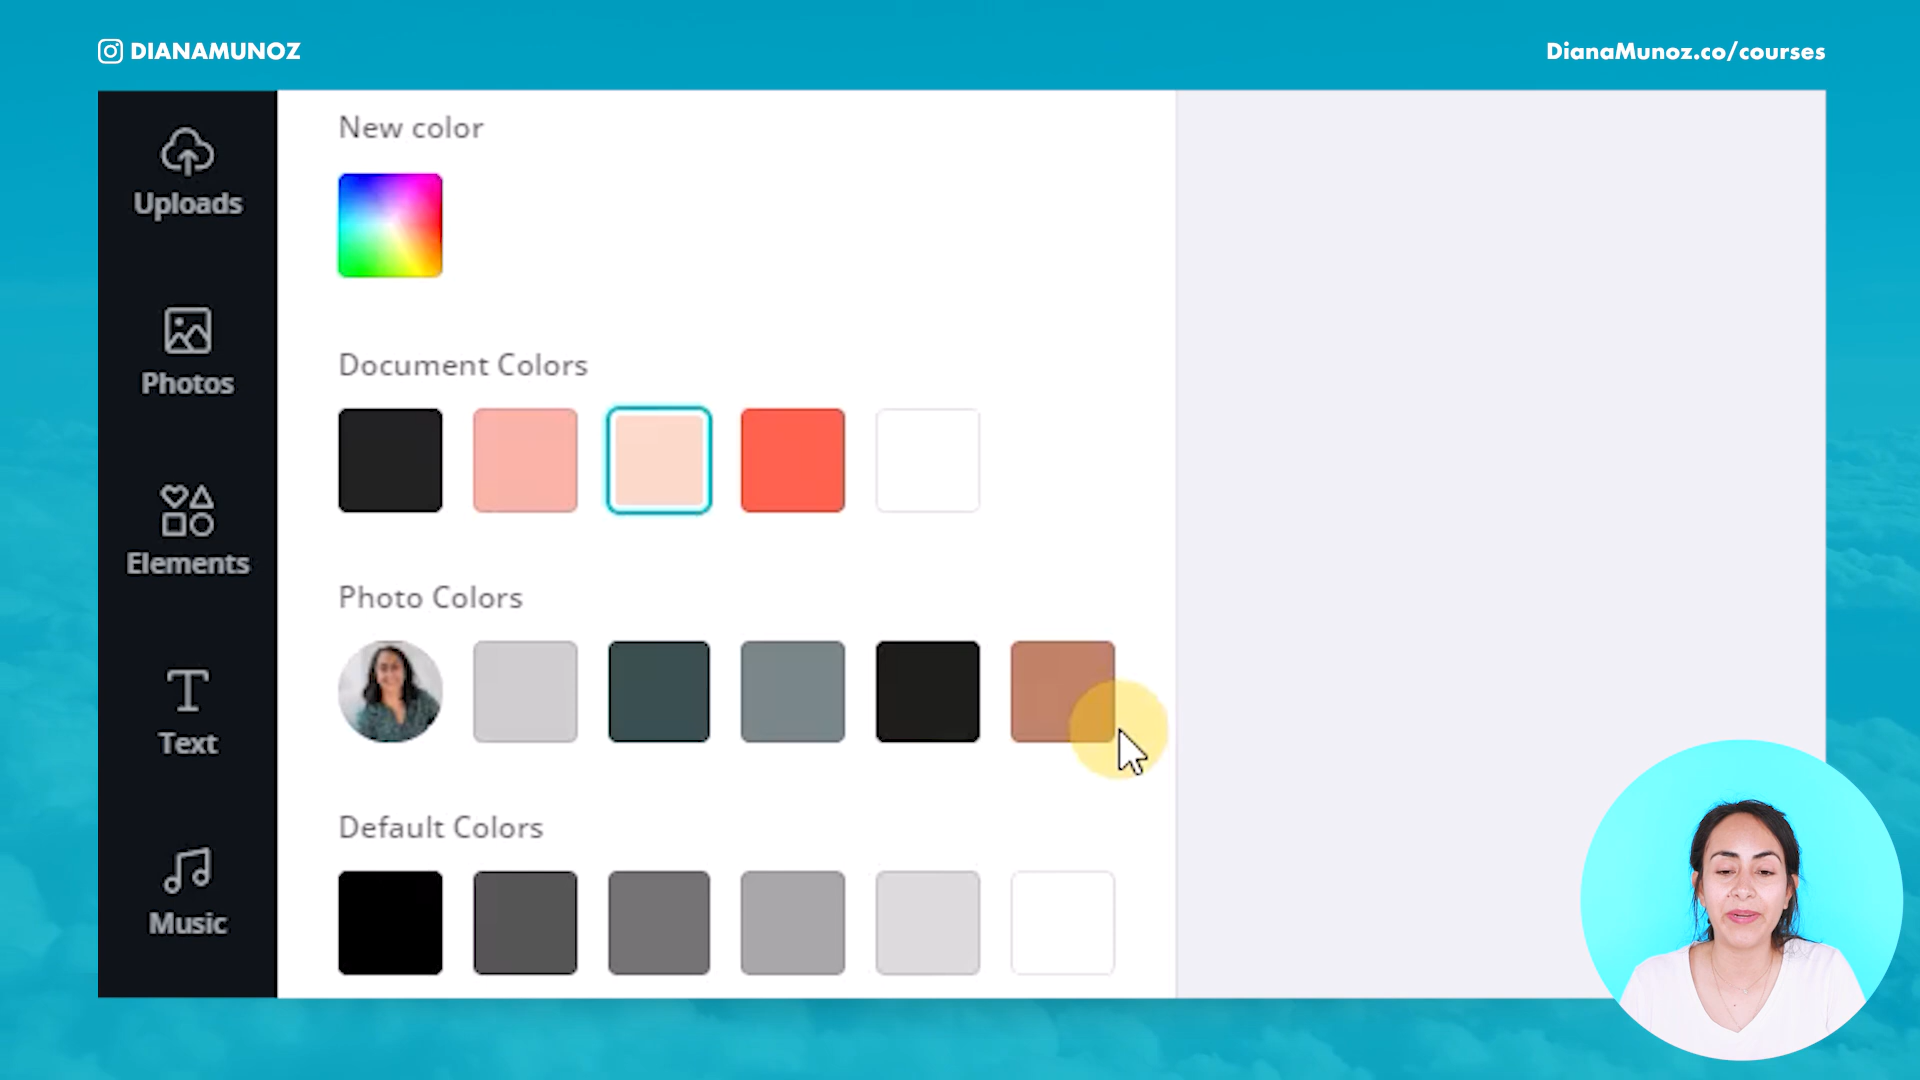 DIANAMUNOZ
DianaMunoz.co/courses
Uploads
Photos
Elements
Text
Music
New color
Document Colors
Photo Colors
Default Colors